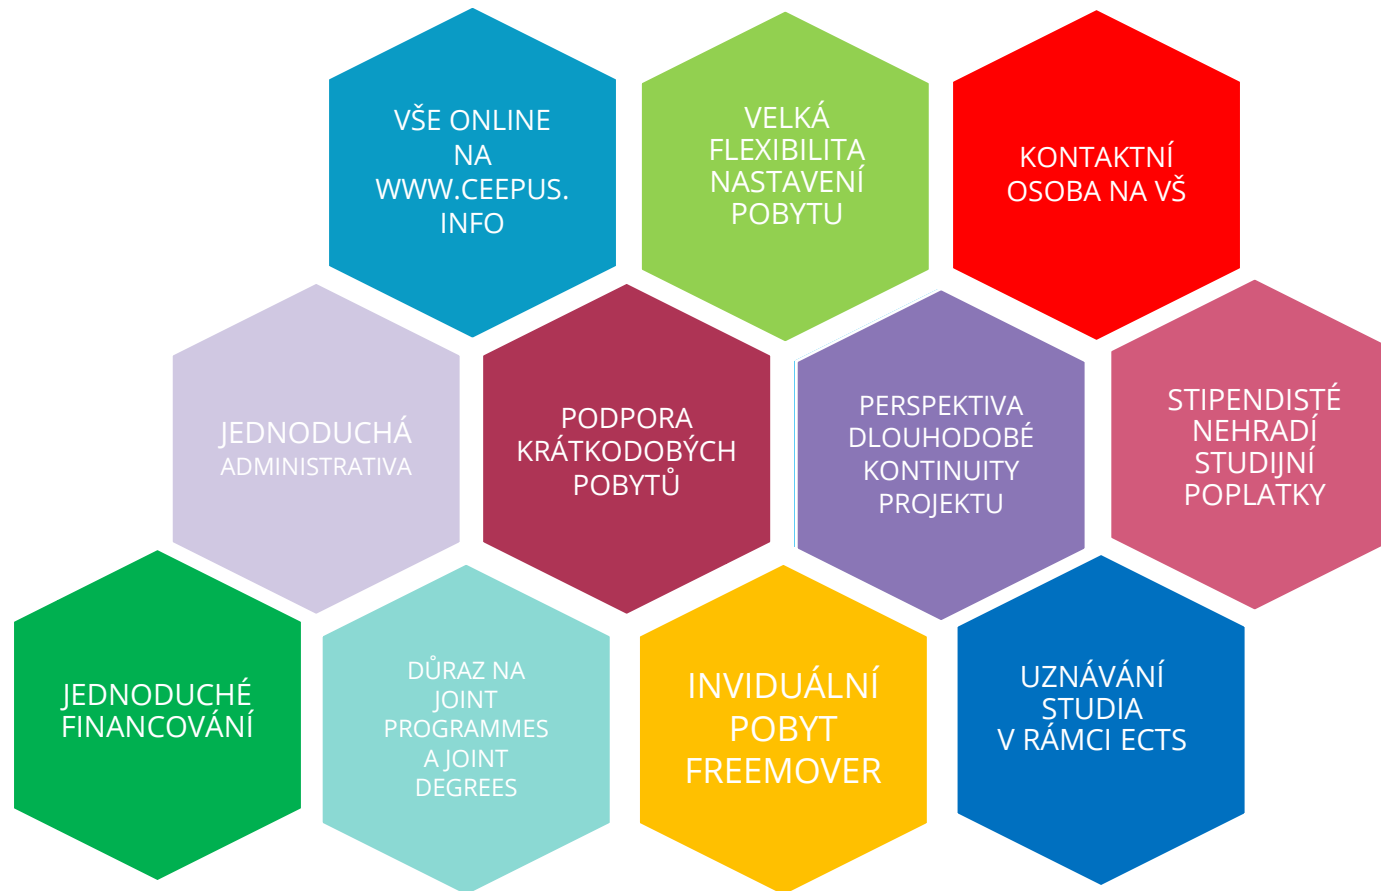 VŠE ONLINE
NA
WWW.CEEPUS.
INFO
VELKÁ
FLEXIBILITA
NASTAVENÍ
POBYTU
KONTAKTNÍ
OSOBA NA VŠ
JEDNODUCHÁ
ADMINISTRATIVA
PODPORA
KRÁTKODOBÝCH
POBYTŮ
PERSPEKTIVA
DLOUHODOBÉ
KONTINUITY
PROJEKTU
STIPENDISTÉ
NEHRADÍ
STUDIJNÍ
POPLATKY
JEDNODUCHÉ
FINANCOVÁNÍ
DŮRAZ NA
JOINT
PROGRAMMES
A JOINT
DEGREES
INVIDUÁLNÍ
POBYT
FREEMOVER
UZNÁVÁNÍ
STUDIA
V RÁMCI ECTS